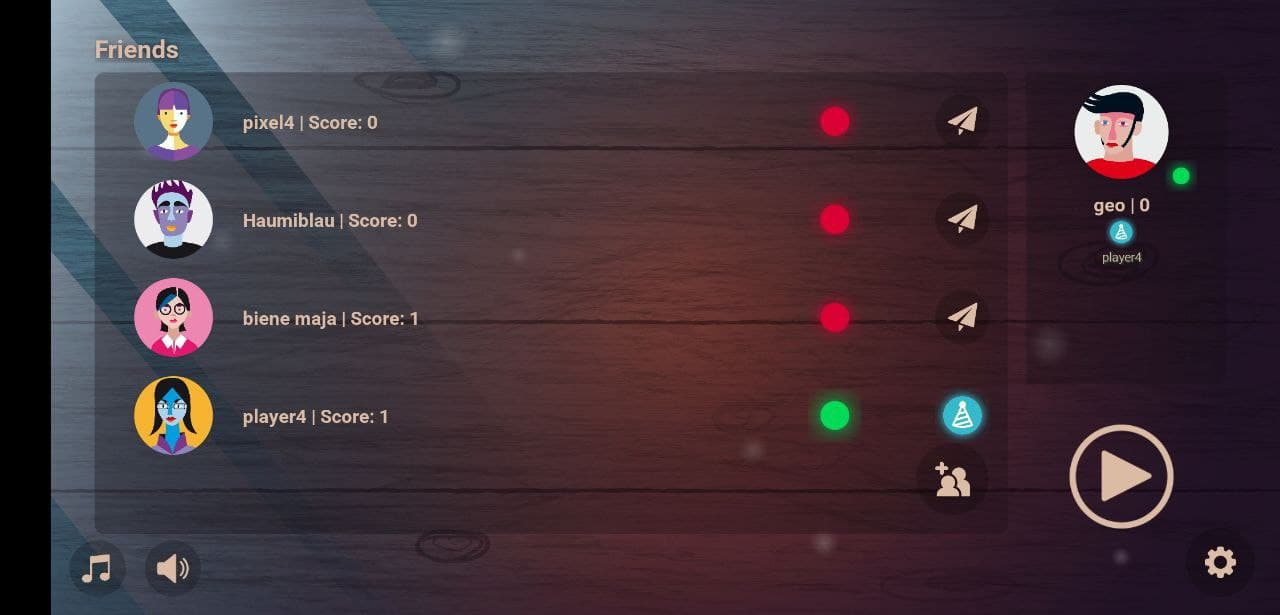 Friends
pixel4 | Score: 0
Haumiblau | Score: 0
biene maja | Score: 1
player4 | Score: 1
geo | 0
player4